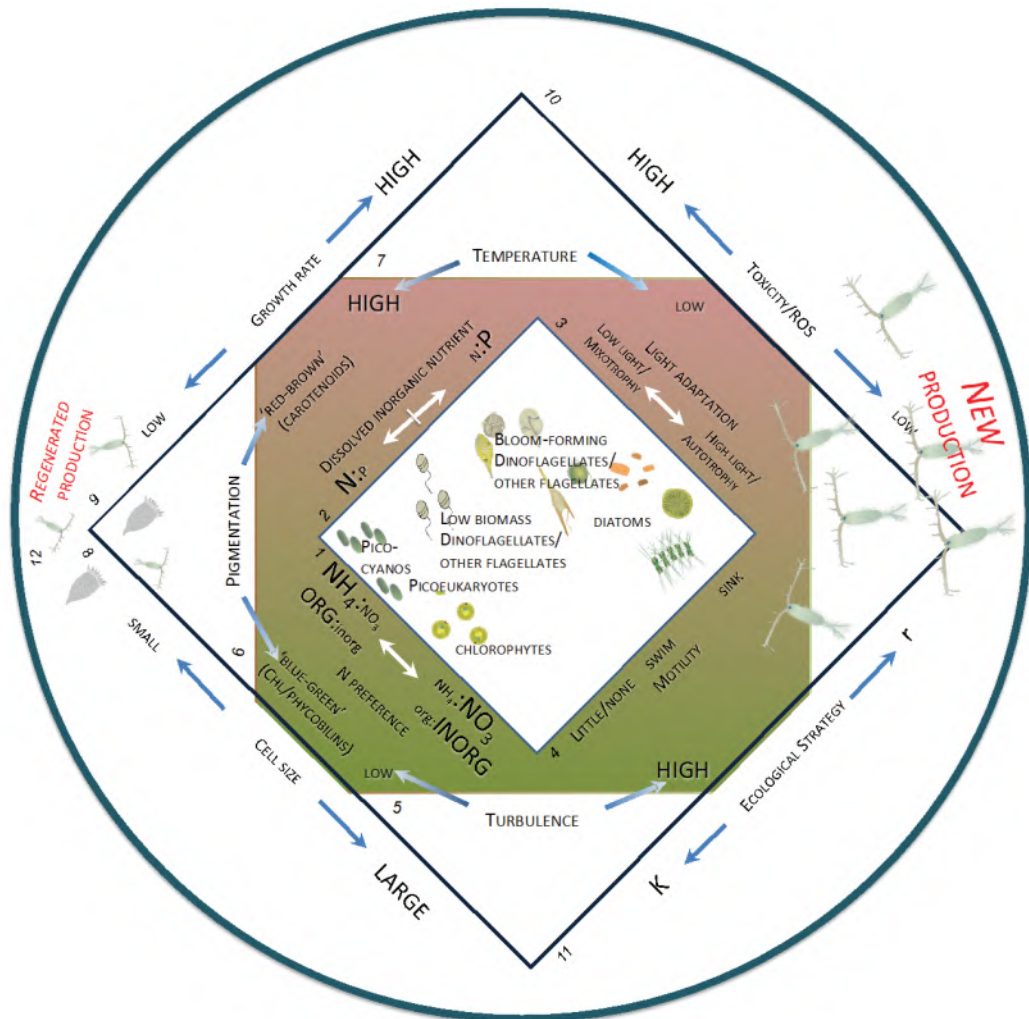 10
HIGH
HIGH
GROWTH RATE
LOW
7
TEMPERATURE
HIGH
LOW
TOXICITY/ROS
LOW
NEW
PRODUCTION
REGENERATED
PRODUCTION
9
12
8
'RED-BROWN'
(CAROTENOIDS)
DISSOLVED INORGANIC NUTRIENT
N:P
N:P
3
LOW LIGHT/
MIXOTROPHY
LIGHT ADAPTATION
HIGH LIGHT/
AUTOTROPHY
PIGMENTATION
2
1
BLOOM-FORMING
DINOFLAGELLATES/
OTHER FLAGELLATES
DIATOMS
LOW BIOMASS
DINOFLAGELLATES/
OTHER FLAGELLATES
PICO-
CYANOS
PICOEUKARYOTES
CHLOROPHYTES
NH4:NO3
ORG:inorg
N PREFERENCE
NH4:NO3
org:INORG
4
SINK
SWIM
LITTLE/NONE
MOTILITY
6
'BLUE-GREEN'
(CHL/PHYCOBILINS)
SMALL
CELL SIZE
LARGE
LOW
5
TURBULENCE
HIGH
r
ECOLOGICAL STRATEGY
K
11